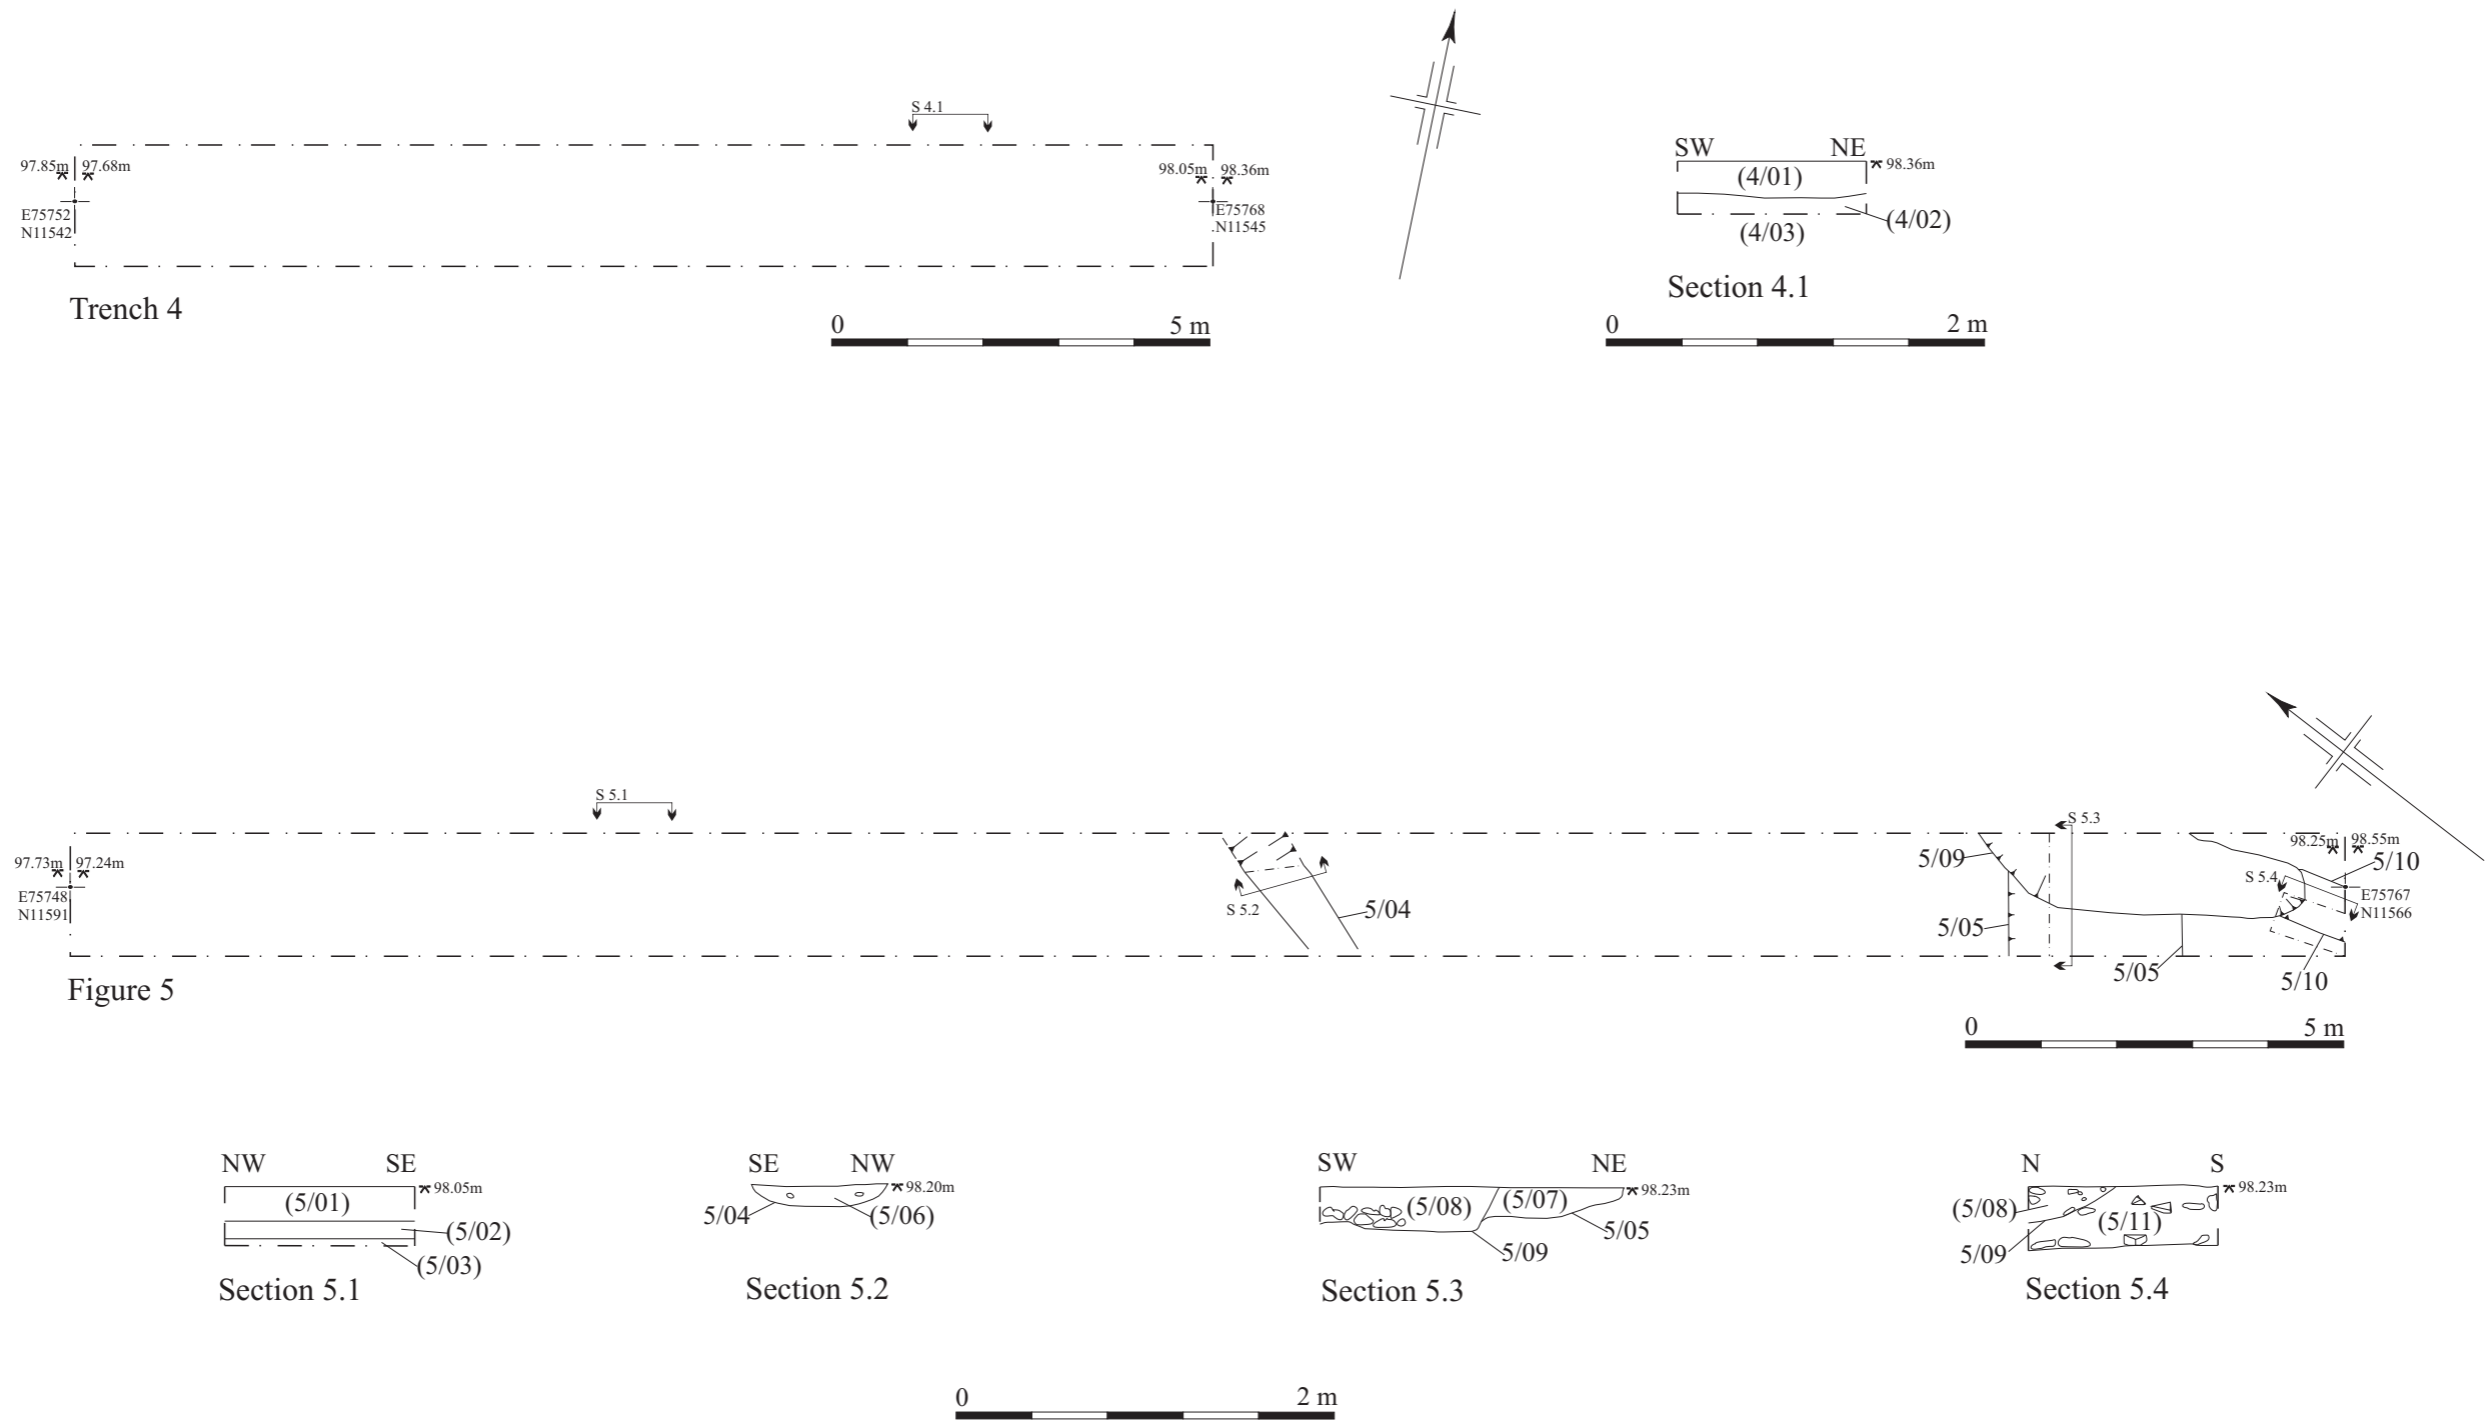 S 4.1
97.85m 97.68m
98.05m 98.36m
E75752
N11542
E75768
N11545
Trench 4
0 5 m
SW NE
98.36m
(4/01)
(4/02)
(4/03)
Section 4.1
0 2 m
S 5.1
S 5.3
97.73m 97.24m
E75748
N11591
S 5.2
5/04
5/09
5/05
5/05
98.25m 98.55m
5/10
S 5.4
E75767
N11566
5/10
Figure 5
0 5 m
NW SE
98.05m
(5/01)
(5/02)
(5/03)
Section 5.1
SE NW
98.20m
5/04
(5/06)
Section 5.2
SW NE
98.23m
(5/08)
(5/07)
5/05
5/09
Section 5.3
N S
98.23m
(5/08)
(5/11)
5/09
Section 5.4
0 2 m